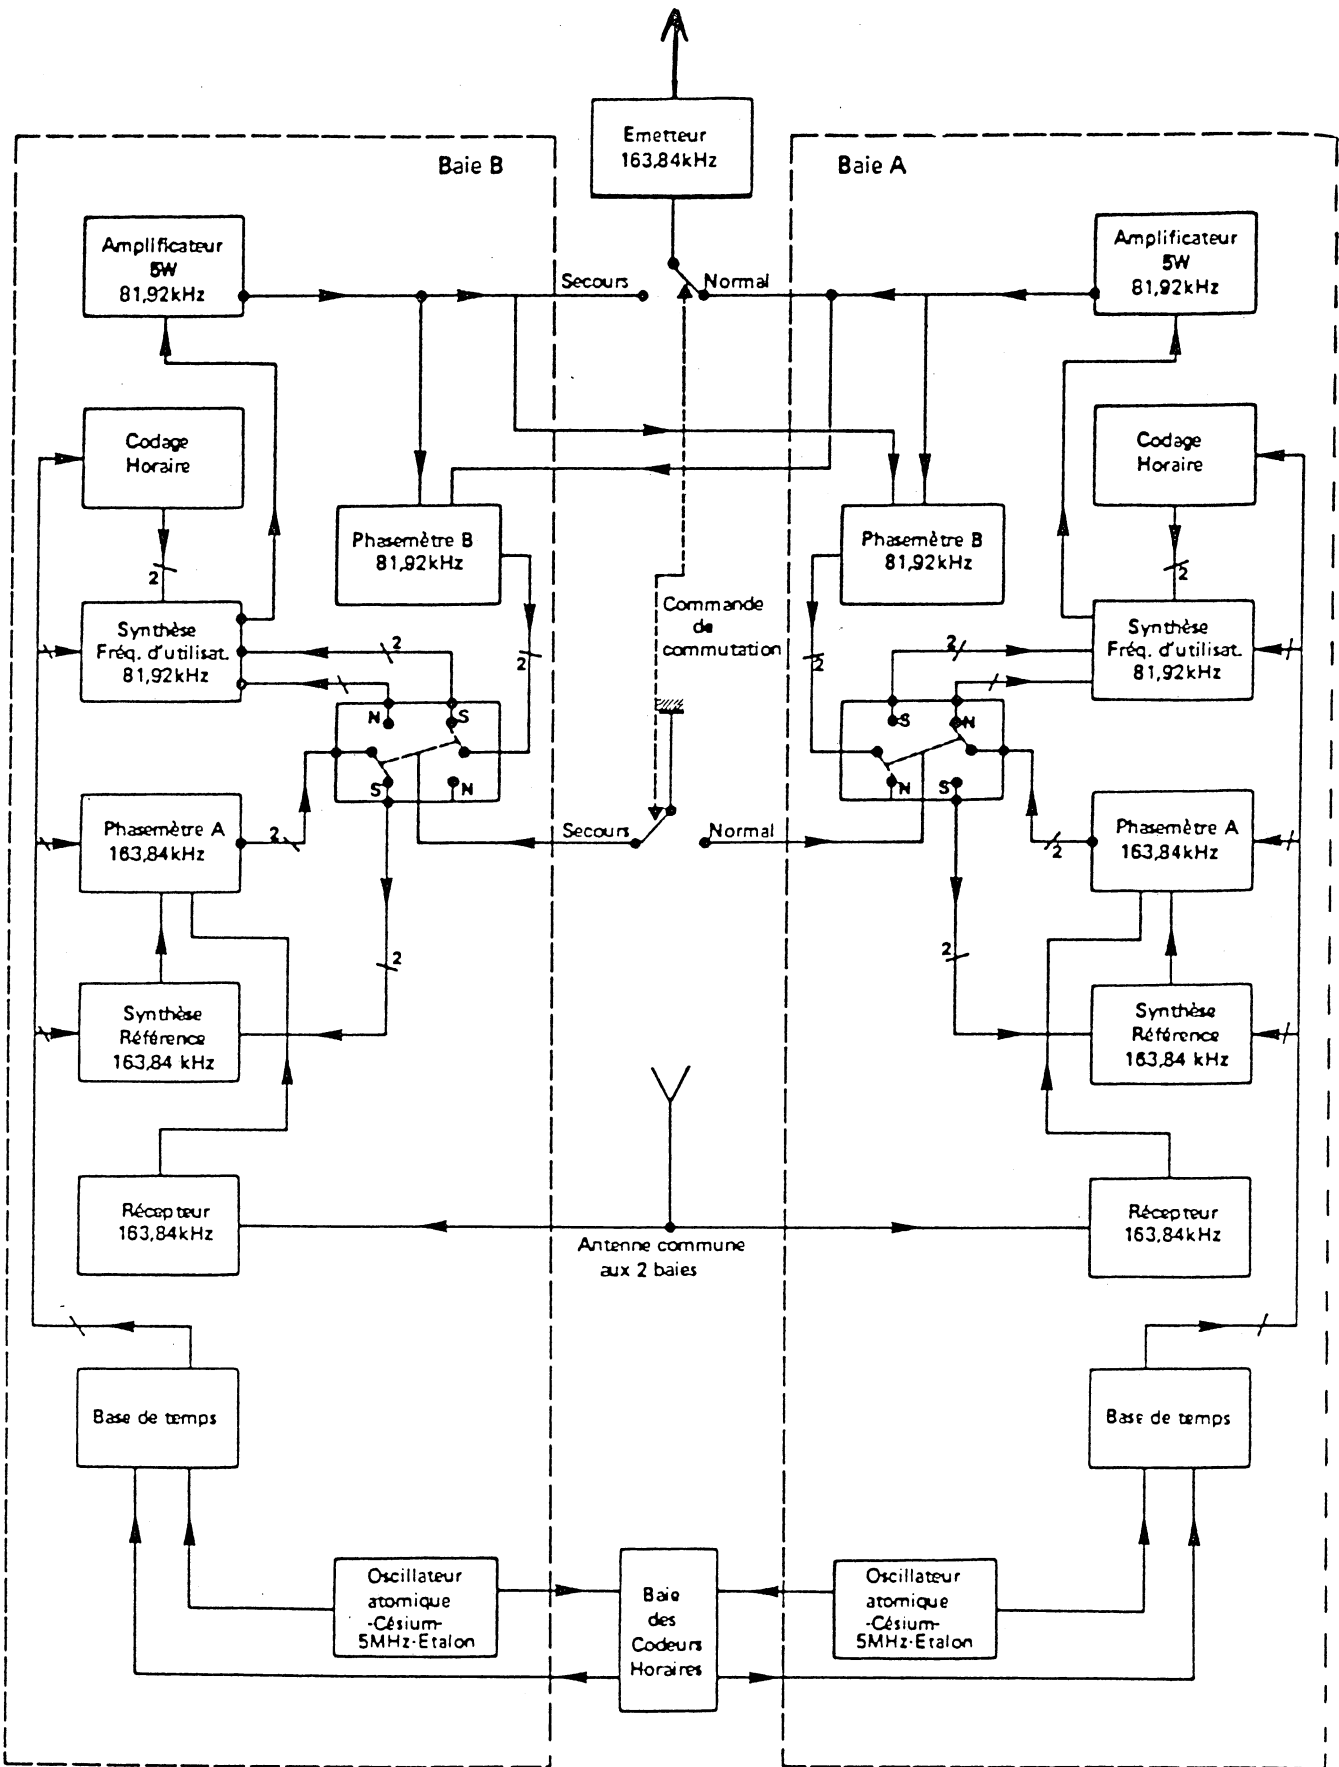 Emetteur
163,84kHz
Baie B
Baie A
Amplificateur
5W
81,92kHz
Amplificateur
5W
81,92kHz
Secours
Normal
Codage
Horaire
Codage
Horaire
Phasemètre B
81,92kHz
Phasemètre B
81,92kHz
2
2
Commande
de
commutation
Synthèse
Fréq. d'utilisat.
81,92kHz
2
2
2
2
Synthèse
Fréq. d'utilisat.
81,92kHz
N
S
S
N
S
N
N
S
Phasemètre A
163,84kHz
2
Secours
Normal
2
Phasemètre A
163,84kHz
2
2
Synthèse
Référence
163,84 kHz
Synthèse
Référence
163,84 kHz
Récepteur
163,84kHz
Antenne commune
aux 2 baies
Récepteur
163,84kHz
Base de temps
Base de temps
Oscillateur
atomique
-Césium-
5MHz-Etalon
Baie
des
Codeurs
Horaires
Oscillateur
atomique
-Césium-
5MHz-Etalon